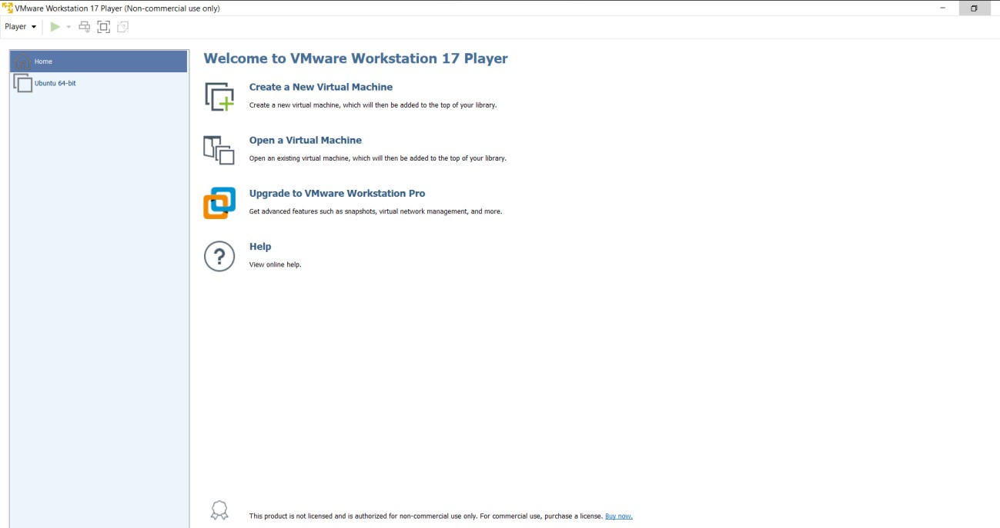 VMware Workstation 17 Player (Non-commercial use only)
Player
Home
Ubuntu 64-bit
Welcome to VMware Workstation 17 Player
Create a New Virtual Machine
Create a new virtual machine, which will then be added to the top of your library.
Open a Virtual Machine
Open an existing virtual machine, which will then be added to the top of your library.
Upgrade to VMware Workstation Pro
Get advanced features such as snapshots, virtual network management, and more.
Help
View online help.
This product is not licensed and is authorized for non-commercial use only. For commercial use, purchase a license. Buy now.